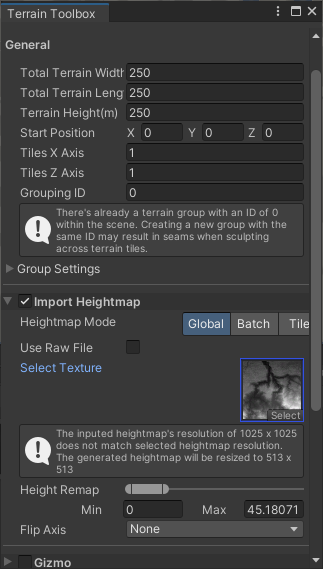 Terrain Toolbox
General
Total Terrain Widt 250
Total Terrain Leng 250
Terrain Height(m) 250
Start Position X 0 Y 0 Z 0
Tiles X Axis 1
Tiles Z Axis 1
Grouping ID 0
There's already a terrain group with an ID of 0
within the scene. Creating a new group with the
same ID may result in seams when sculpting
across terrain tiles.
Group Settings
Import Heightmap
Heightmap Mode Global Batch Tile
Use Raw File
Select Texture
Select
The inputed heightmap's resolution of 1025 x 1025
does not match selected heightmap resolution.
The generated heightmap will be resized to 513 x
513
Height Remap
Min 0 Max 45.18071
Flip Axis None
Gizmo